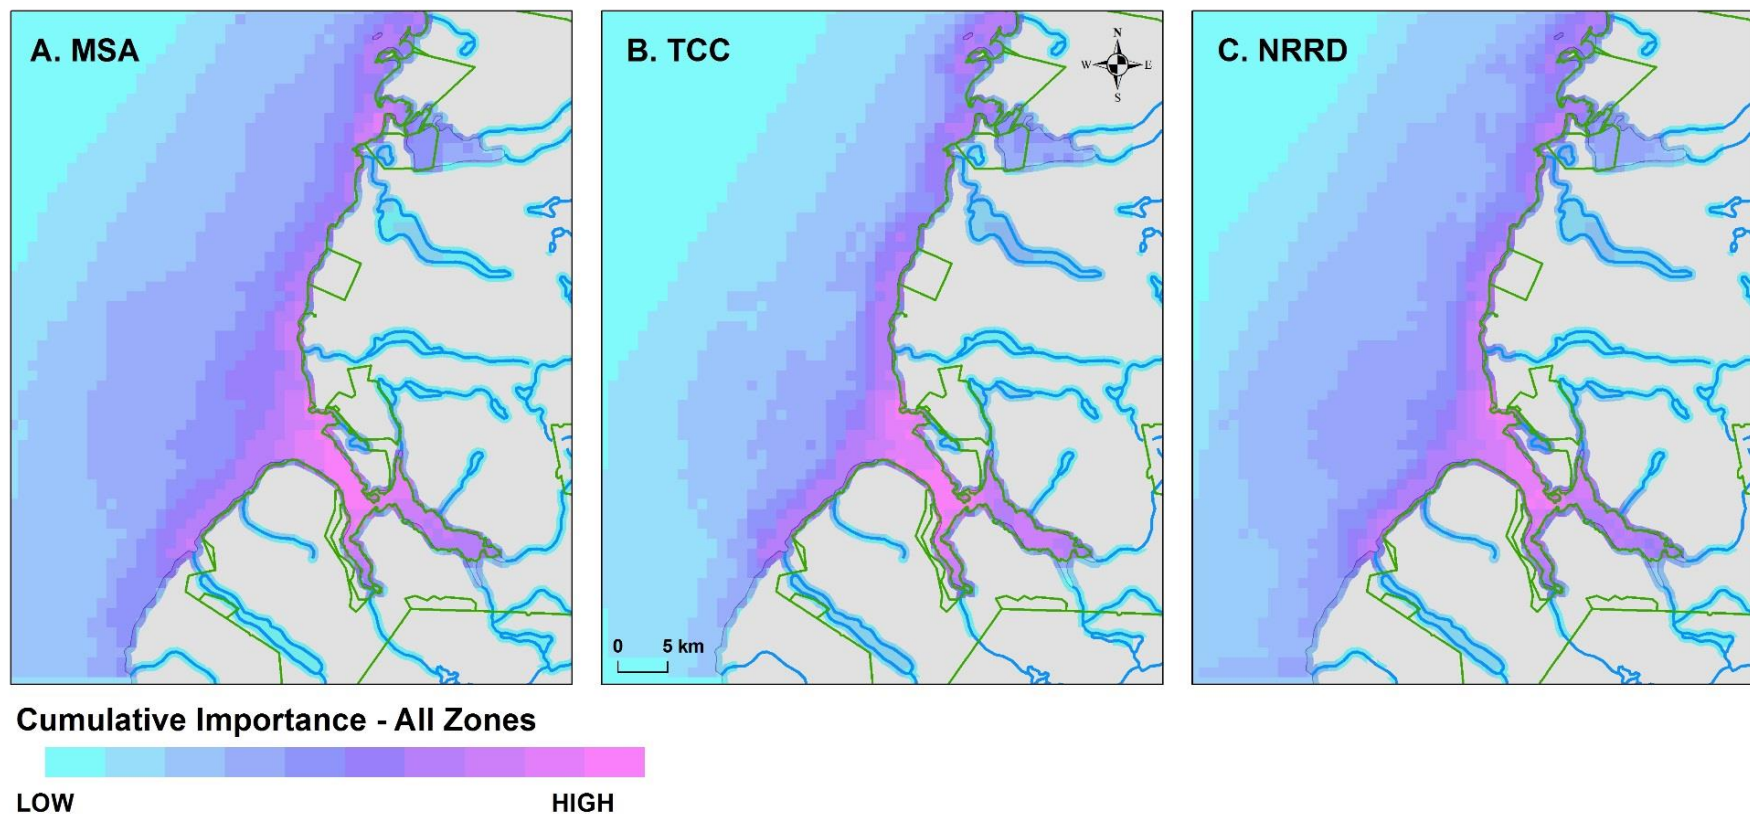 A. MSA
B. TCC
N
W E
S
C. NRRD
0 5 km
Cumulative Importance - All Zones
LOW HIGH